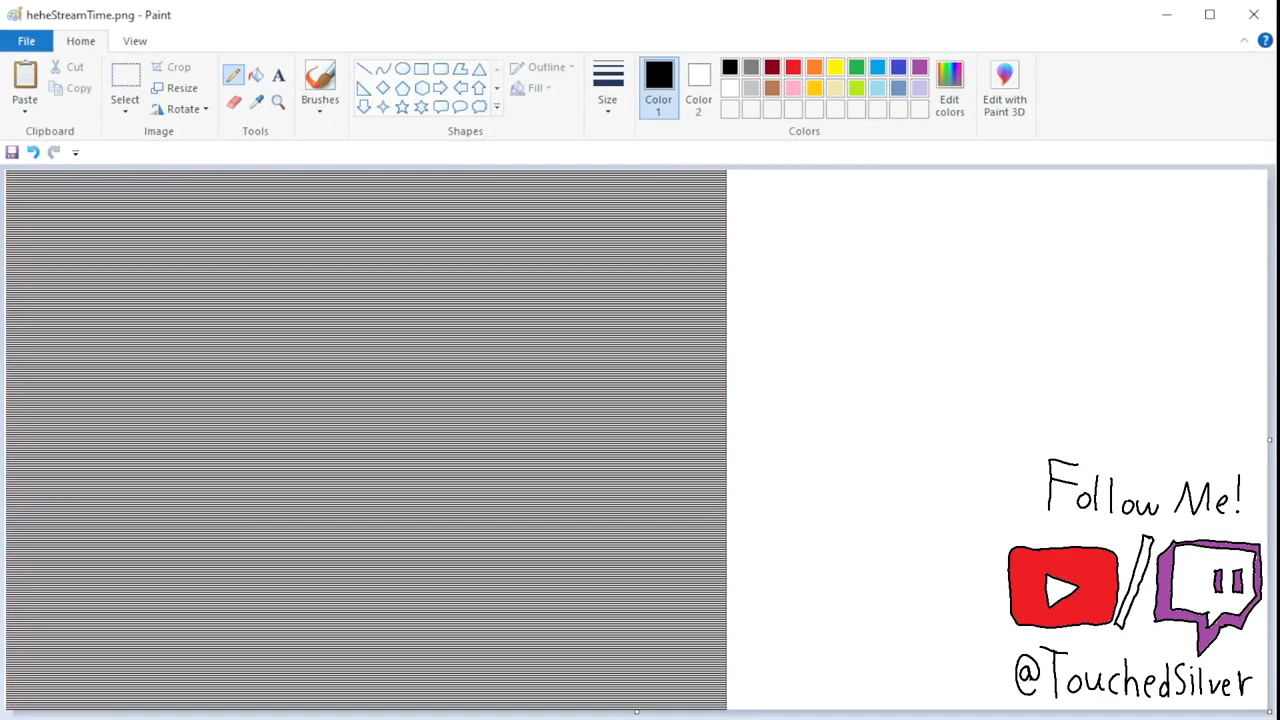 heheStreamTime.png - Paint
File Home View
Paste
Cut
Copy
Clipboard
Select
Crop
Resize
Rotate
Image
A
Tools
Brushes
Outline
Fill
Shapes
Size
Color 1
Color 2
Edit colors
Colors
Edit with Paint 3D
Follow Me!
@TouchedSilver